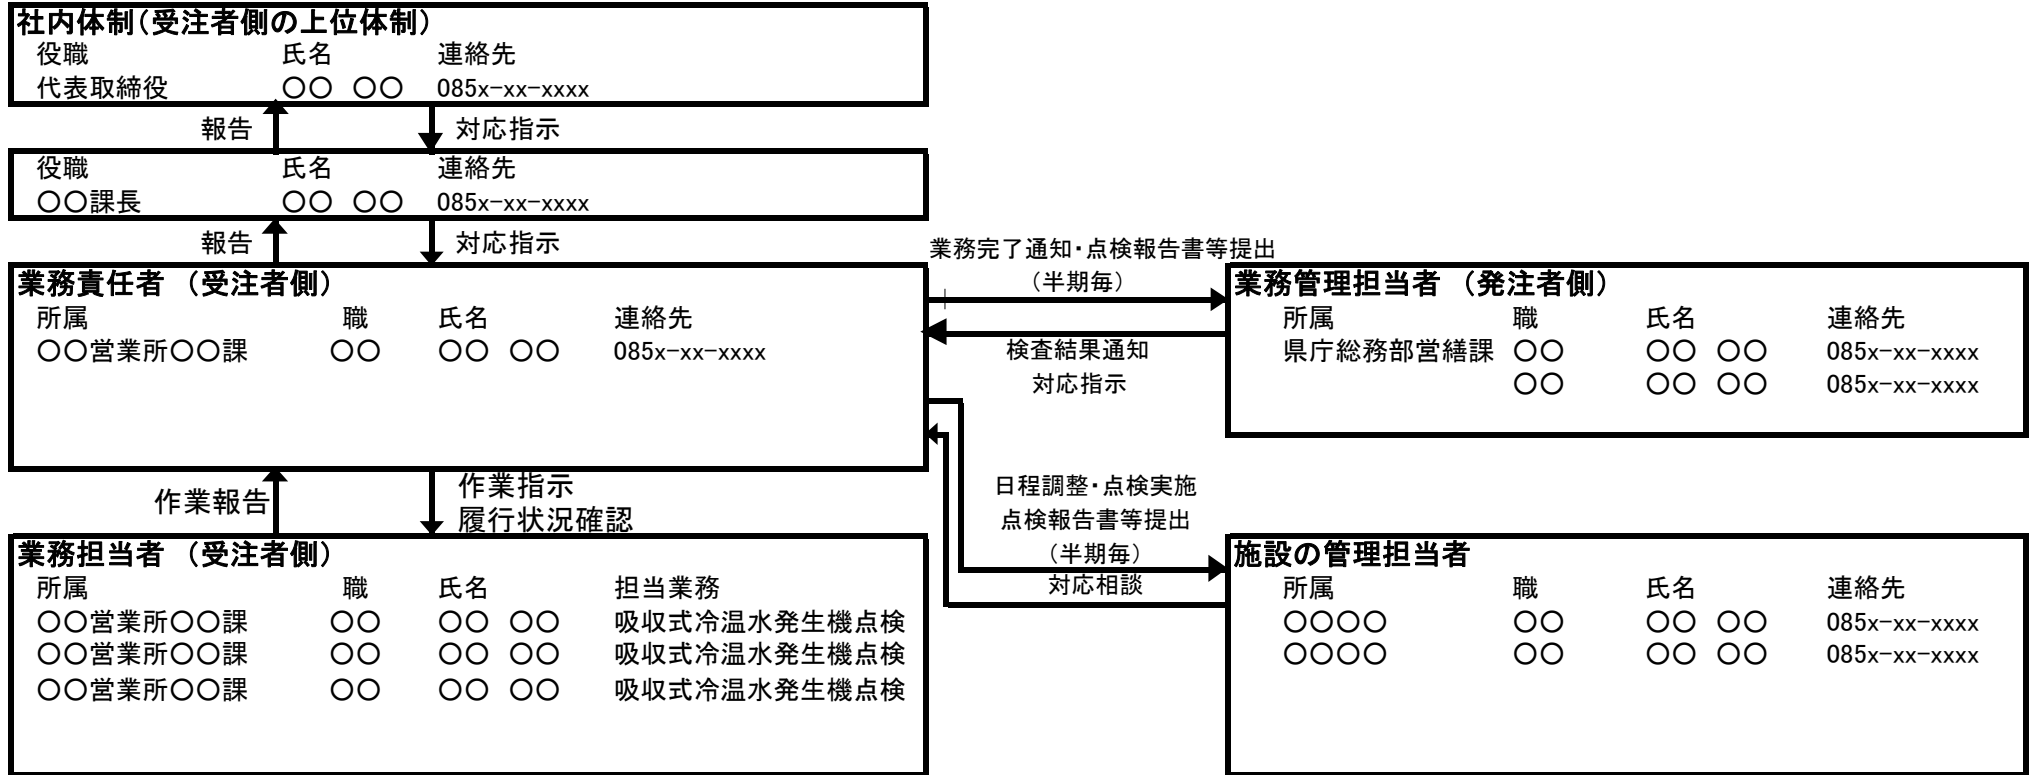 社内体制（受注者側の上位体制）
役職 氏名 連絡先
代表取締役 〇〇 〇〇 085x-xx-xxxx
報告 対応指示
役職 氏名 連絡先
〇〇課長 〇〇 〇〇 085x-xx-xxxx
報告 対応指示
業務完了通知・点検報告書等提出
（半期毎）
業務責任者 （受注者側）
所属 職 氏名 連絡先
〇〇営業所〇〇課 〇〇 〇〇 〇〇 085x-xx-xxxx
業務管理担当者 （発注者側）
所属 職 氏名 連絡先
県庁総務部営繕課 〇〇 〇〇 〇〇 085x-xx-xxxx
〇〇 〇〇 〇〇 085x-xx-xxxx
検査結果通知
対応指示
作業報告
作業指示
履行状況確認
日程調整・点検実施
点検報告書等提出
（半期毎）
対応相談
業務担当者 （受注者側）
所属 職 氏名 担当業務
〇〇営業所〇〇課 〇〇 〇〇 〇〇 吸収式冷温水発生機点検
〇〇営業所〇〇課 〇〇 〇〇 〇〇 吸収式冷温水発生機点検
〇〇営業所〇〇課 〇〇 〇〇 〇〇 吸収式冷温水発生機点検
施設の管理担当者
所属 職 氏名 連絡先
〇〇〇〇 〇〇 〇〇 〇〇 085x-xx-xxxx
〇〇〇〇 〇〇 〇〇 〇〇 085x-xx-xxxx